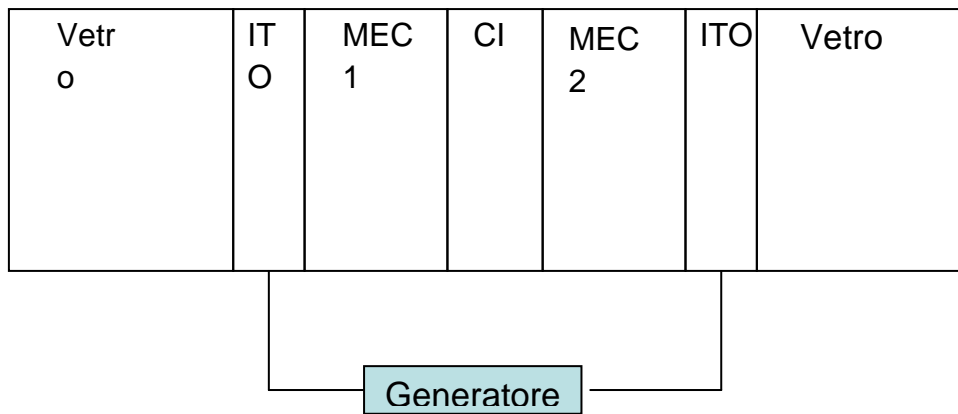 Vetr
o
IT
O
MEC
1
CI
MEC
2
ITO
Vetro
Generatore